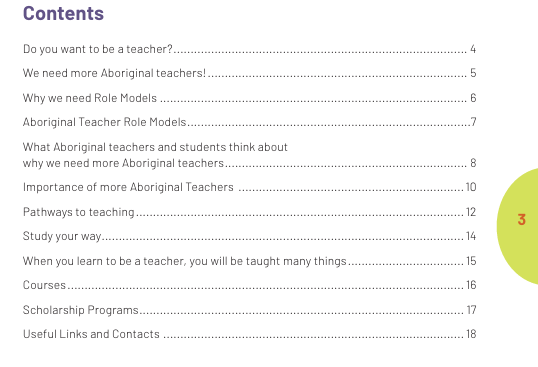 Contents
Do you want to be a teacher?........................................................................................ 4
We need more Aboriginal teachers!............................................................................. 5
Why we need Role Models ........................................................................................... 6
Aboriginal Teacher Role Models...................................................................................7
What Aboriginal teachers and students think about
why we need more Aboriginal teachers....................................................................... 8
Importance of more Aboriginal Teachers ................................................................... 10
Pathways to teaching.................................................................................................. 12
Study your way............................................................................................................ 14
3
When you learn to be a teacher, you will be taught many things.................................. 15
Courses...................................................................................................................... 16
Scholarship Programs................................................................................................. 17
Useful Links and Contacts .......................................................................................... 18